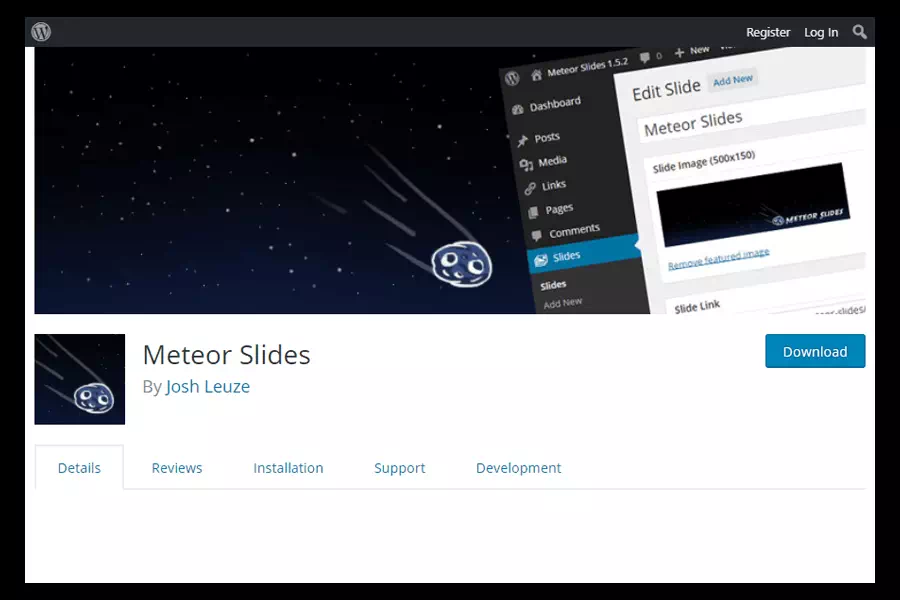 Register Log In
Meteor Slides 1.5.2 0 New
Dashboard
Posts
Media
Links
Pages
Comments
Slides
Slides
Add New
Edit Slide Add New
Meteor Slides
Slide Image (500x150)
METEOR SLIDES
Remove featured image
Slide Link
Meteor Slides
By Josh Leuze
Download
Details Reviews Installation Support Development